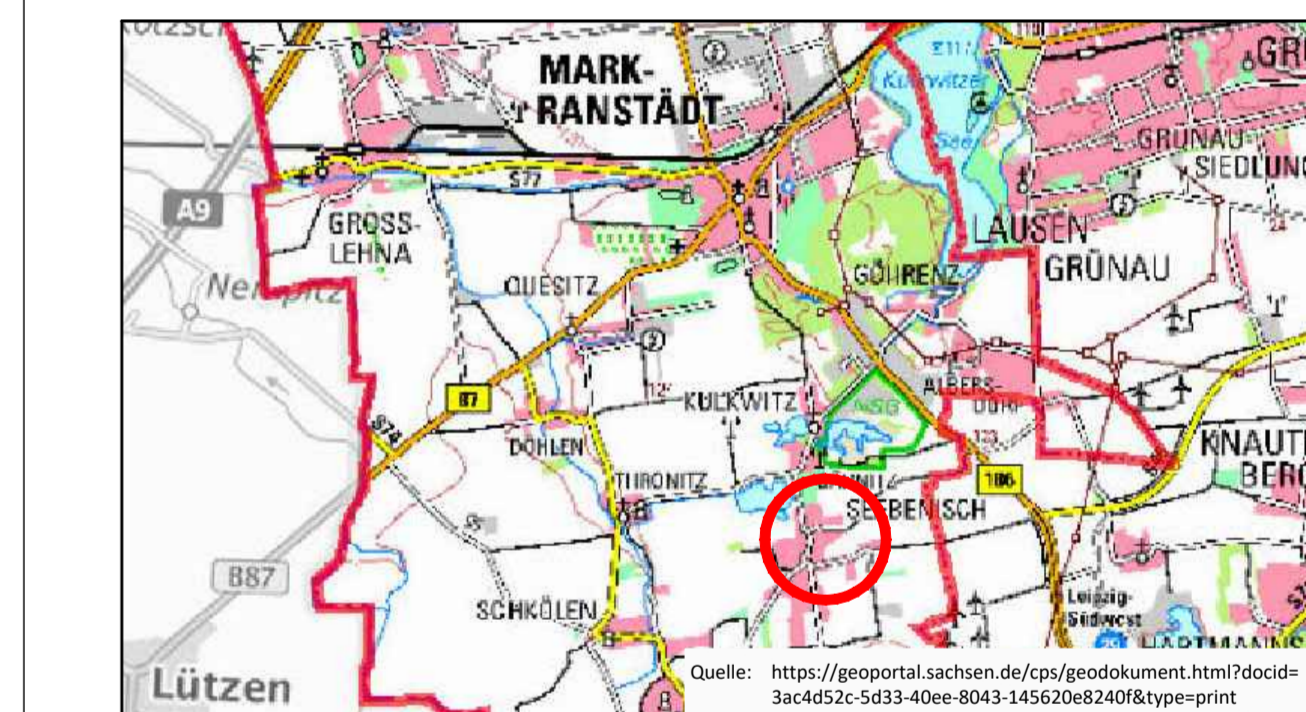 MARK-
RANSTÄDT
GRÜNAU-
SIEDLUNG
S77
A9
GROSS-
LEHNA
LAUSEN-
GRÜNAU
GÖHRENZ
QUESITZ
87
S74
KULKWITZ
NSG
ALBERS-
DORF
DÖHLEN
THRONITZ
186
SEEBENISCH
B87
SCHKÖLEN
Leipzig-
Südwest
Lützen
Quelle: https://geoportal.sachsen.de/cps/geodokument.html?docid=
3ac4d52c-5d33-40ee-8043-145620e8240f&type=print